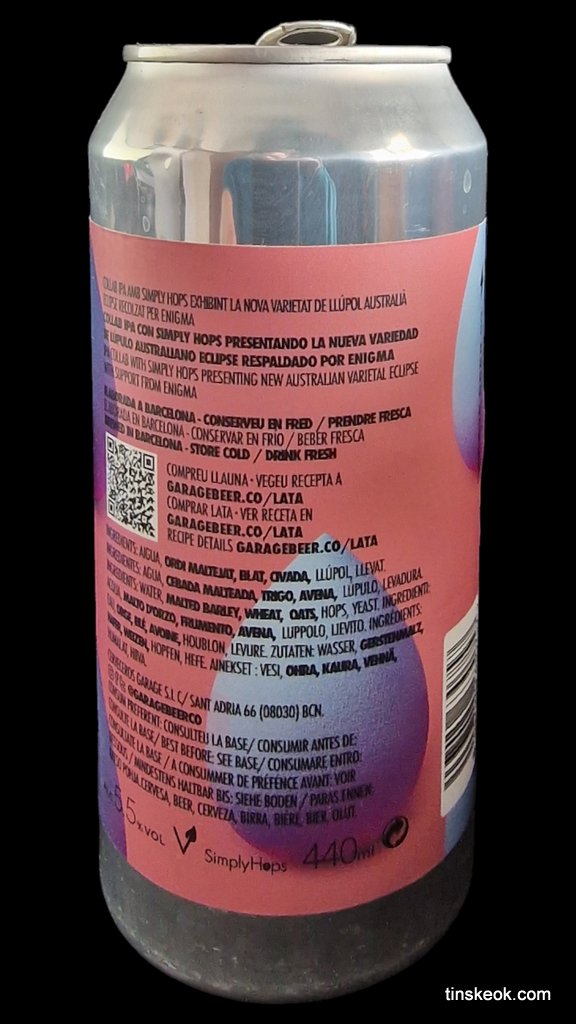 COLLAB IPA AMB SIMPLY HOPS EXHIBINT LA NOVA VARIETAT DE LLÚPOL AUSTRALIÀ
ECLIPSE RECOLZAT PER ENIGMA
COLLAB IPA CON SIMPLY HOPS PRESENTANDO LA NUEVA VARIEDAD
DE LÚPULO AUSTRALIANO ECLIPSE RESPALDADO POR ENIGMA
IPA COLLAB WITH SIMPLY HOPS PRESENTING NEW AUSTRALIAN VARIETAL ECLIPSE
WITH SUPPORT FROM ENIGMA
ELABORADA A BARCELONA - CONSERVEU EN FRED / PRENDRE FRESCA
ELABORADA EN BARCELONA - CONSERVAR EN FRÍO / BEBER FRESCA
BREWED IN BARCELONA - STORE COLD / DRINK FRESH
COMPREU LLAUNA · VEGEU RECEPTA A
GARAGEBEER.CO/LATA
COMPRAR LATA · VER RECETA EN
GARAGEBEER.CO/LATA
RECIPE DETAILS GARAGEBEER.CO/LATA
INGREDIENTS: AIGUA, ORDI MALTEJAT, BLAT, CIVADA, LLÚPOL, LLEVAT.
INGREDIENTES: AGUA, CEBADA MALTEADA, TRIGO, AVENA, LÚPULO, LEVADURA
INGREDIENTS: WATER, MALTED BARLEY, WHEAT, OATS, HOPS, YEAST. INGREDIENTI:
ACQUA, MALTO D'ORZO, FRUMENTO, AVENA, LUPPOLO, LIEVITO. INGRÉDIENTS:
EAU, ORGE, BLÉ, AVOINE, HOUBLON, LEVURE. ZUTATEN: WASSER, GERSTENMALZ,
HAFER, WEIZEN, HOPFEN, HEFE. AINEKSET : VESI, OHRA, KAURA, VEHNÄ,
HUMALAT, HIIVA.
CERVECEROS GARAGE S.L C/ SANT ADRIA 66 (08030) BCN.
@GARAGEBEERCO
CONSUM PREFERENT: CONSULTEU LA BASE/ CONSUMIR ANTES DE:
CONSULTE LA BASE/ BEST BEFORE: SEE BASE/ CONSUMARE ENTRO:
/ A CONSUMMER DE PRÉFÉNCE AVANT: VOIR
/ MINDESTENS HALTBAR BIS: SIEHE BODEN / PARAS ENNEN:
POHJA. CERVESA, BEER, CERVEZA, BIRRA, BIÈRE, BIER, OLUT.
5.5% VOL
SimplyHops
440ml
tinskeok.com